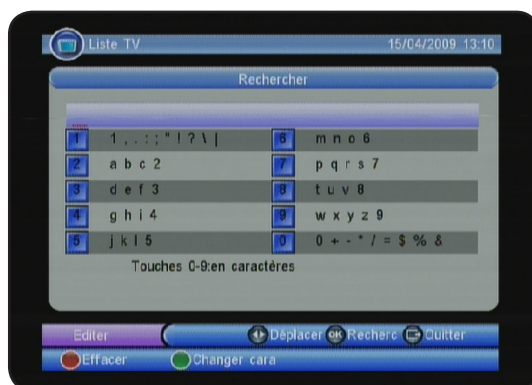 Liste TV 15/04/2009 13:10
Rechercher
1 1 , . : ; " ! ? \ | 6 m n o 6
2 a b c 2 7 p q r s 7
3 d e f 3 8 t u v 8
4 g h i 4 9 w x y z 9
5 j k l 5 0 0 + - * / = $ % &
Touches 0-9:en caractères
Editer Déplacer OK Recherc Quitter
Effacer Changer cara